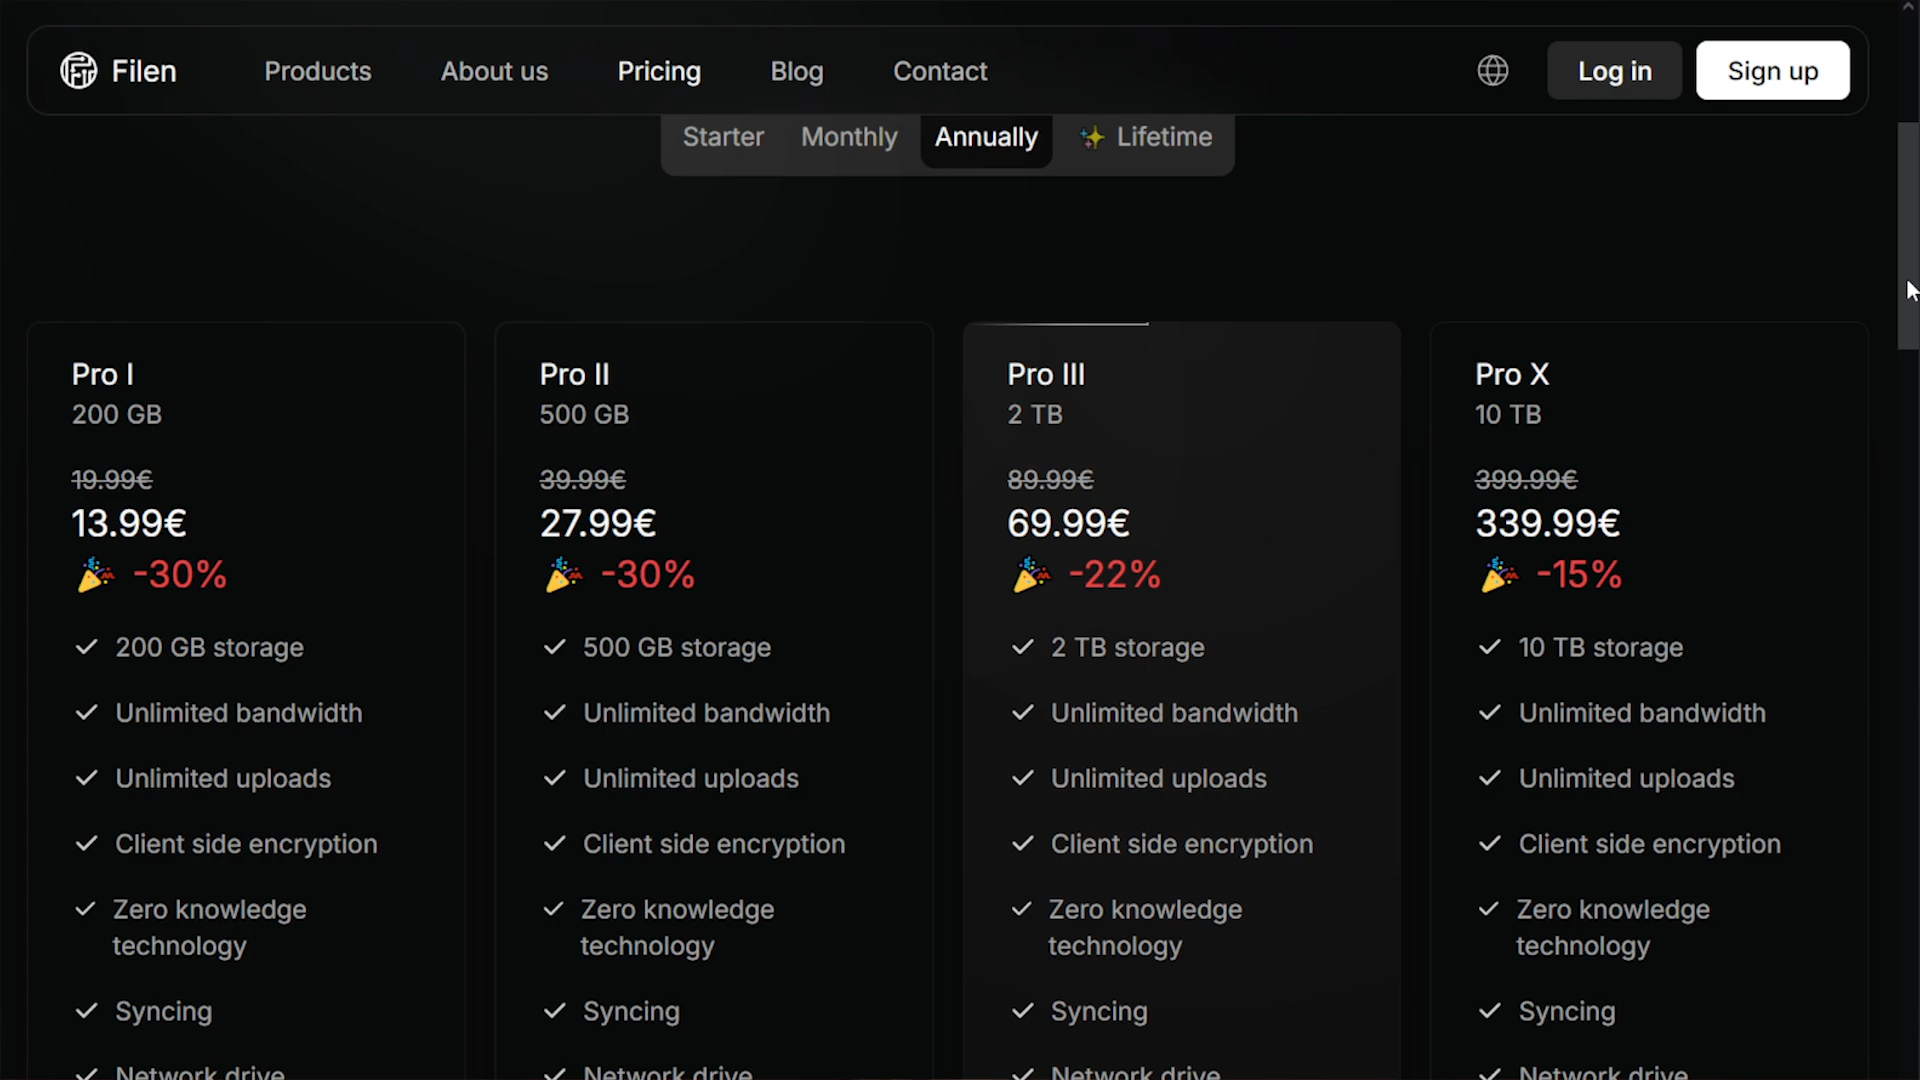 Filen
Products
About us
Pricing
Blog
Contact
Log in
Sign up
Starter
Monthly
Annually
Lifetime
Pro I
200 GB
19.99€
13.99€
-30%
200 GB storage
Unlimited bandwidth
Unlimited uploads
Client side encryption
Zero knowledge
technology
Syncing
Network drive
Pro II
500 GB
39.99€
27.99€
-30%
500 GB storage
Unlimited bandwidth
Unlimited uploads
Client side encryption
Zero knowledge
technology
Syncing
Network drive
Pro III
2 TB
89.99€
69.99€
-22%
2 TB storage
Unlimited bandwidth
Unlimited uploads
Client side encryption
Zero knowledge
technology
Syncing
Network drive
Pro X
10 TB
399.99€
339.99€
-15%
10 TB storage
Unlimited bandwidth
Unlimited uploads
Client side encryption
Zero knowledge
technology
Syncing
Network drive